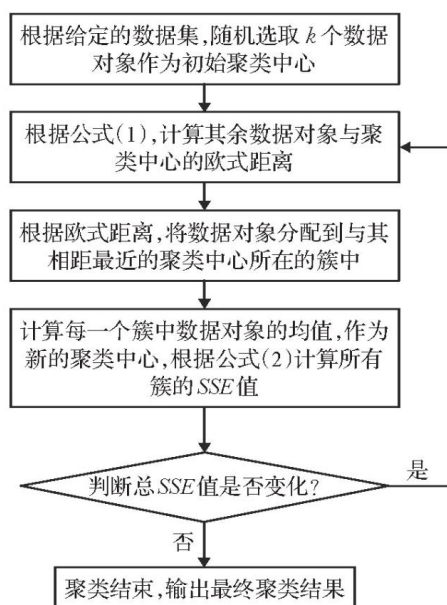 根据给定的数据集,随机选取 k 个数据
对象作为初始聚类中心
根据公式(1),计算其余数据对象与聚
类中心的欧式距离
根据欧式距离,将数据对象分配到与其
相距最近的聚类中心所在的簇中
计算每一个簇中数据对象的均值,作为
新的聚类中心,根据公式(2)计算所有
簇的SSE值
判断总SSE值是否变化?
是
否
聚类结束,输出最终聚类结果